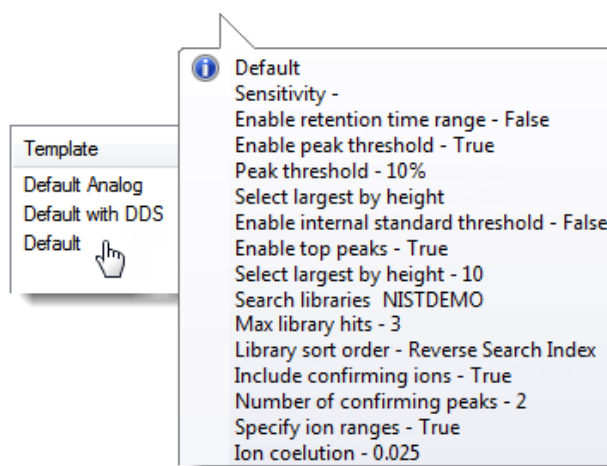 Default
Sensitivity -
Enable retention time range - False
Enable peak threshold - True
Peak threshold - 10%
Select largest by height
Enable internal standard threshold - False
Enable top peaks - True
Select largest by height - 10
Search libraries NISTDEMO
Max library hits - 3
Library sort order - Reverse Search Index
Include confirming ions - True
Number of confirming peaks - 2
Specify ion ranges - True
Ion coelution - 0.025
Template
Default Analog
Default with DDS
Default